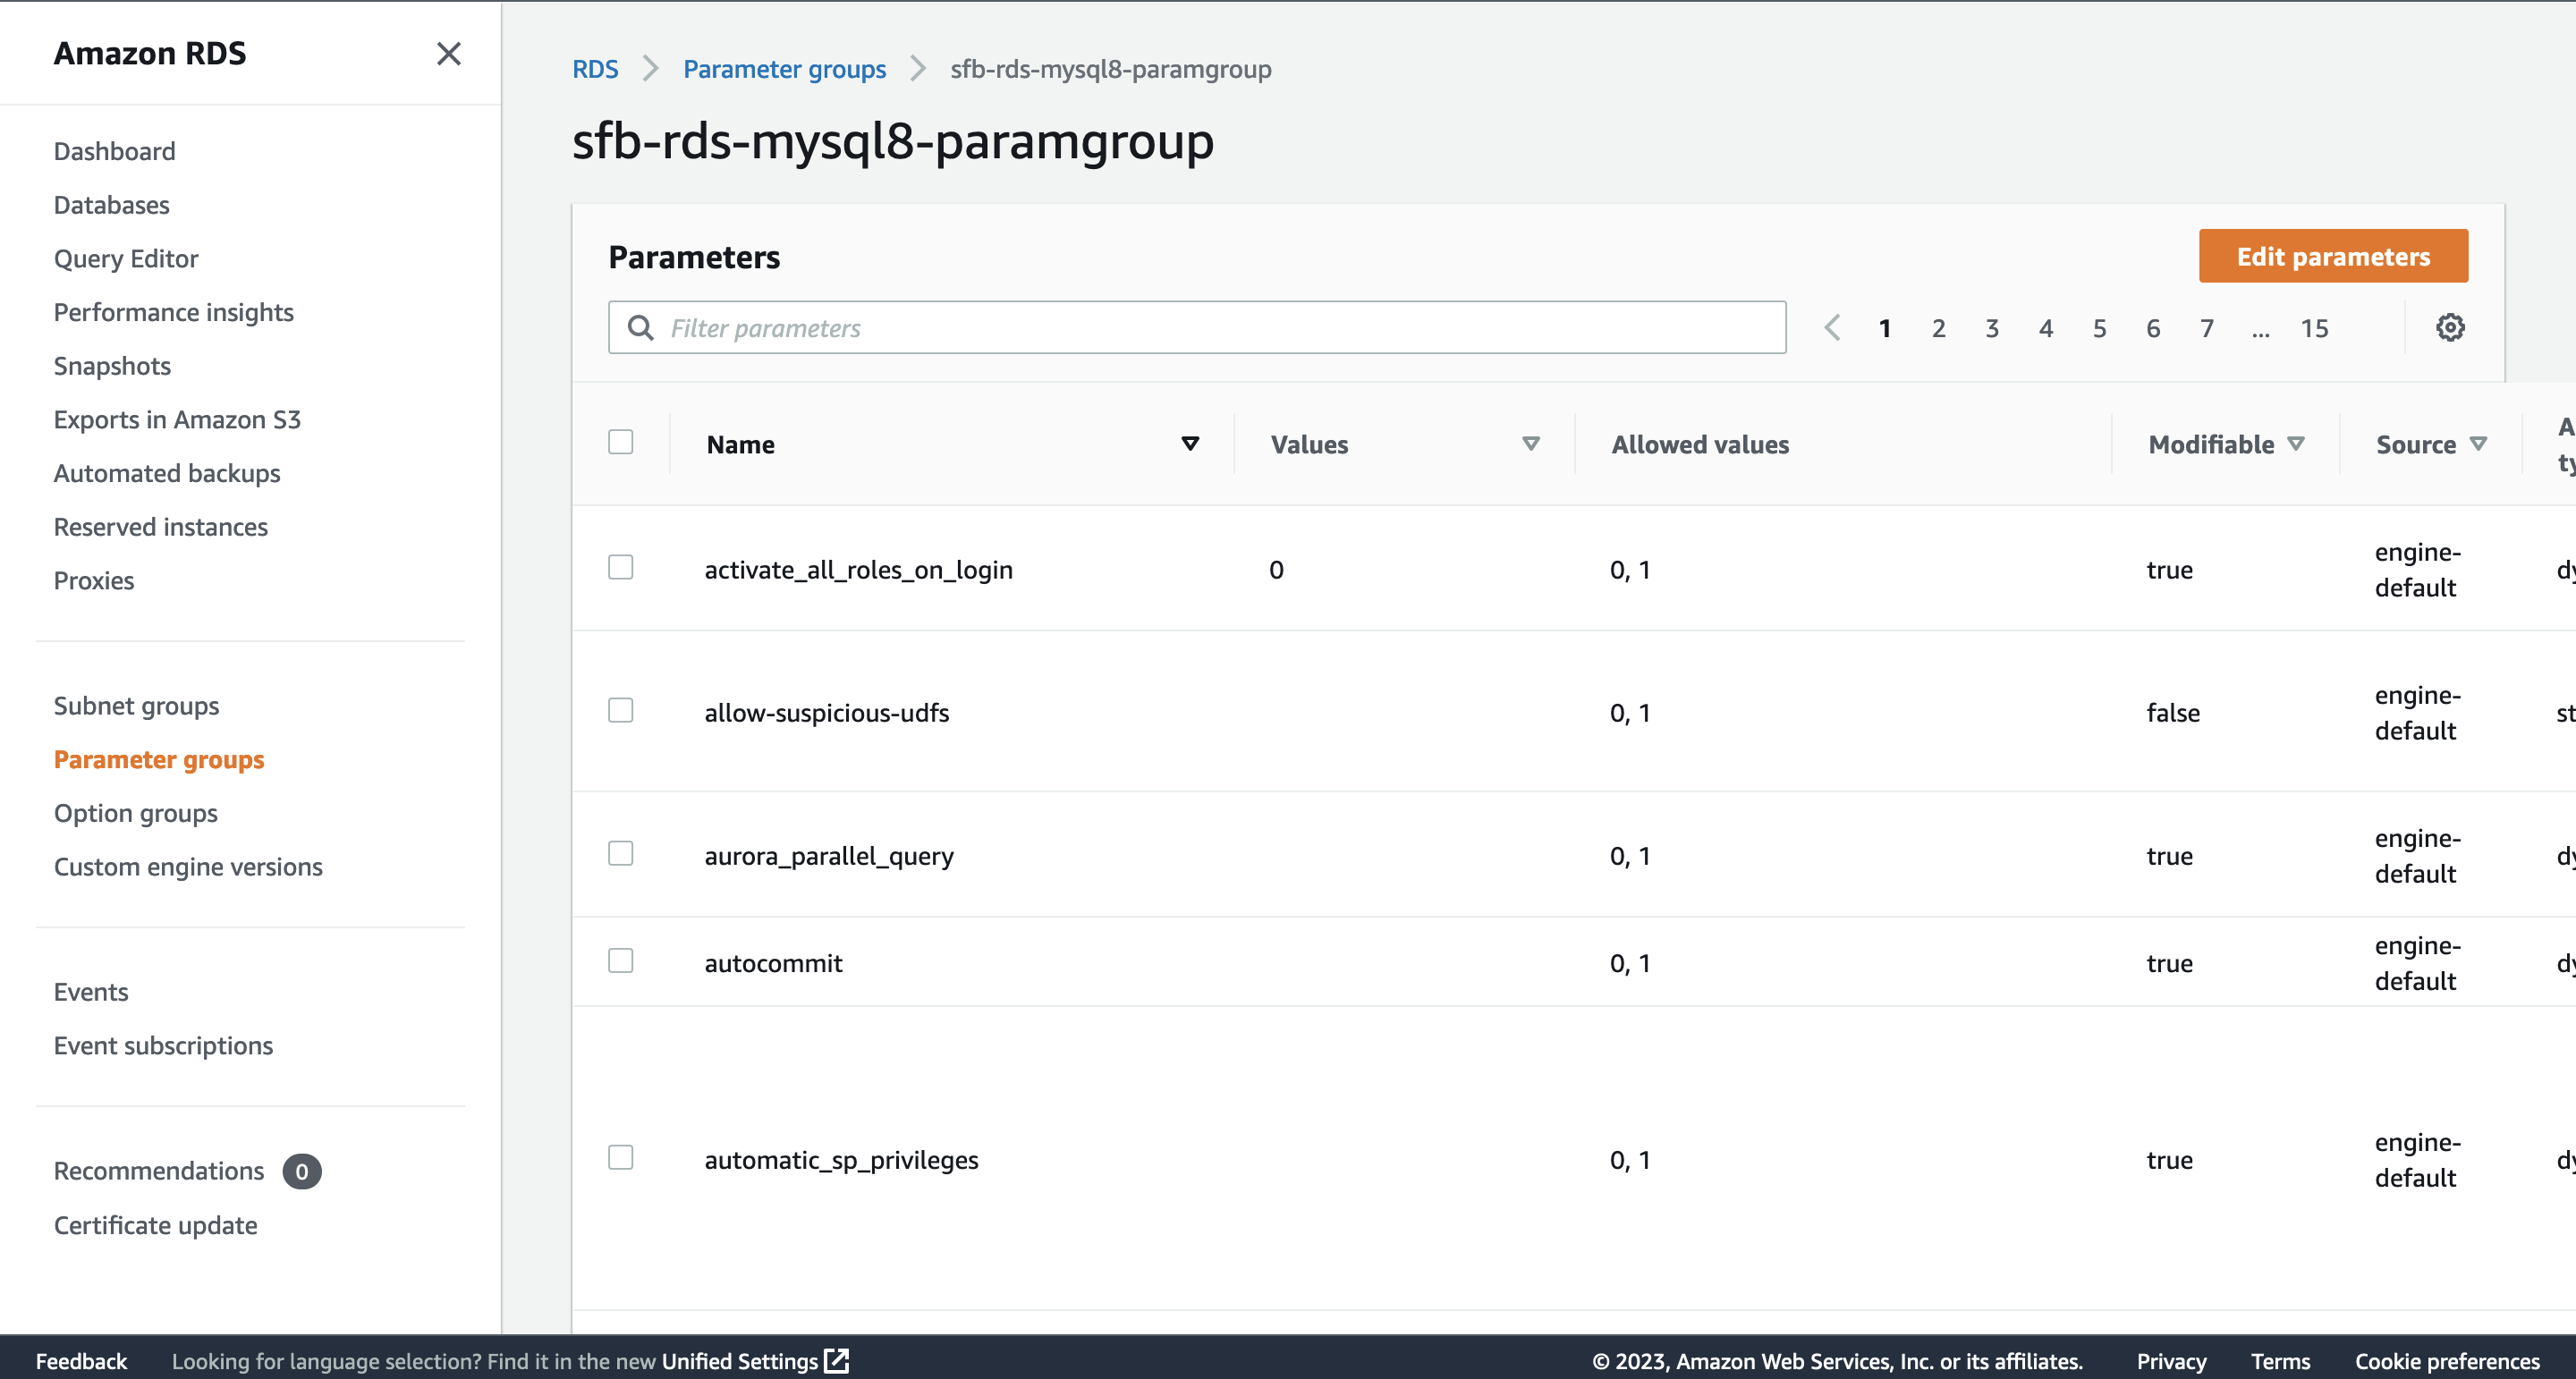 Amazon RDS
Dashboard
Databases
Query Editor
Performance insights
Snapshots
Exports in Amazon S3
Automated backups
Reserved instances
Proxies
Subnet groups
Parameter groups
Option groups
Custom engine versions
Events
Event subscriptions
Recommendations 0
Certificate update
RDS Parameter groups sfb-rds-mysql8-paramgroup
sfb-rds-mysql8-paramgroup
Parameters
Edit parameters
Filter parameters
1 2 3 4 5 6 7 ... 15
Name Values Allowed values Modifiable Source
activate_all_roles_on_login 0 0, 1 true engine-
default
allow-suspicious-udfs 0, 1 false engine-
default
aurora_parallel_query 0, 1 true engine-
default
autocommit 0, 1 true engine-
default
automatic_sp_privileges 0, 1 true engine-
default
Feedback Looking for language selection? Find it in the new Unified Settings © 2023, Amazon Web Services, Inc. or its affiliates. Privacy Terms Cookie preferences